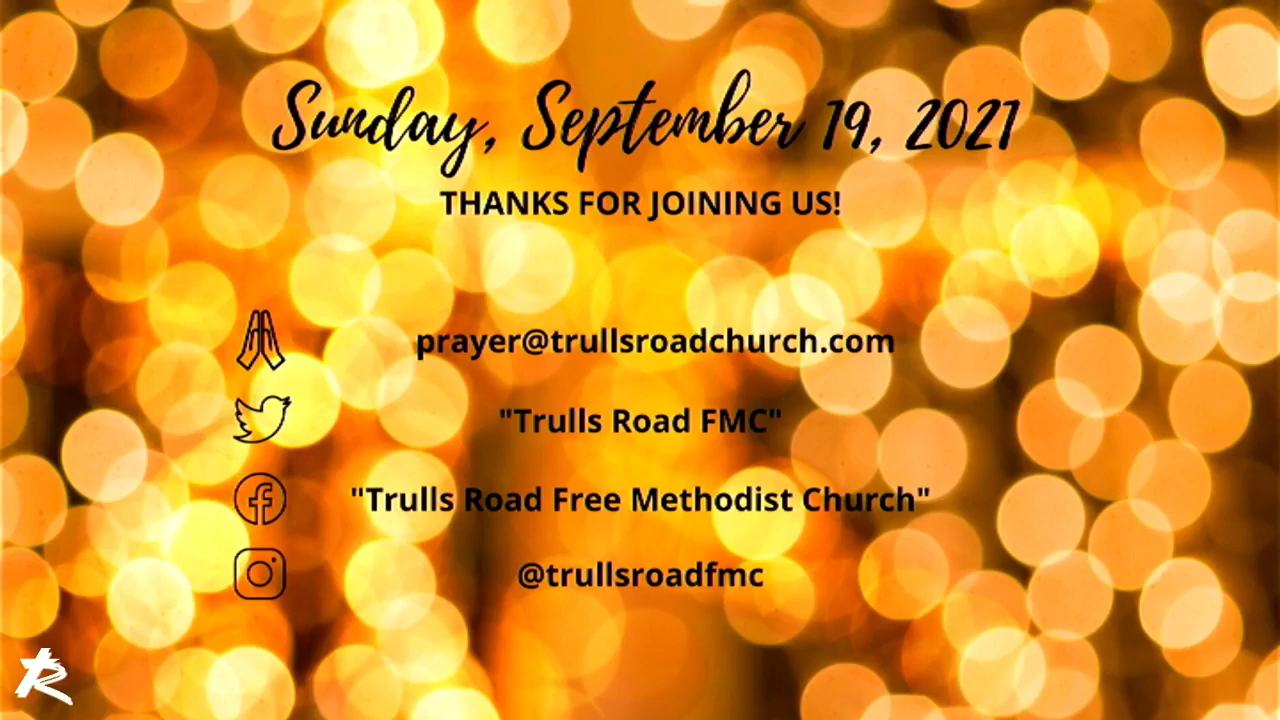 Sunday, September 19, 2021
THANKS FOR JOINING US!
prayer@trullsroadchurch.com
"Trulls Road FMC"
"Trulls Road Free Methodist Church"
@trullsroadfmc